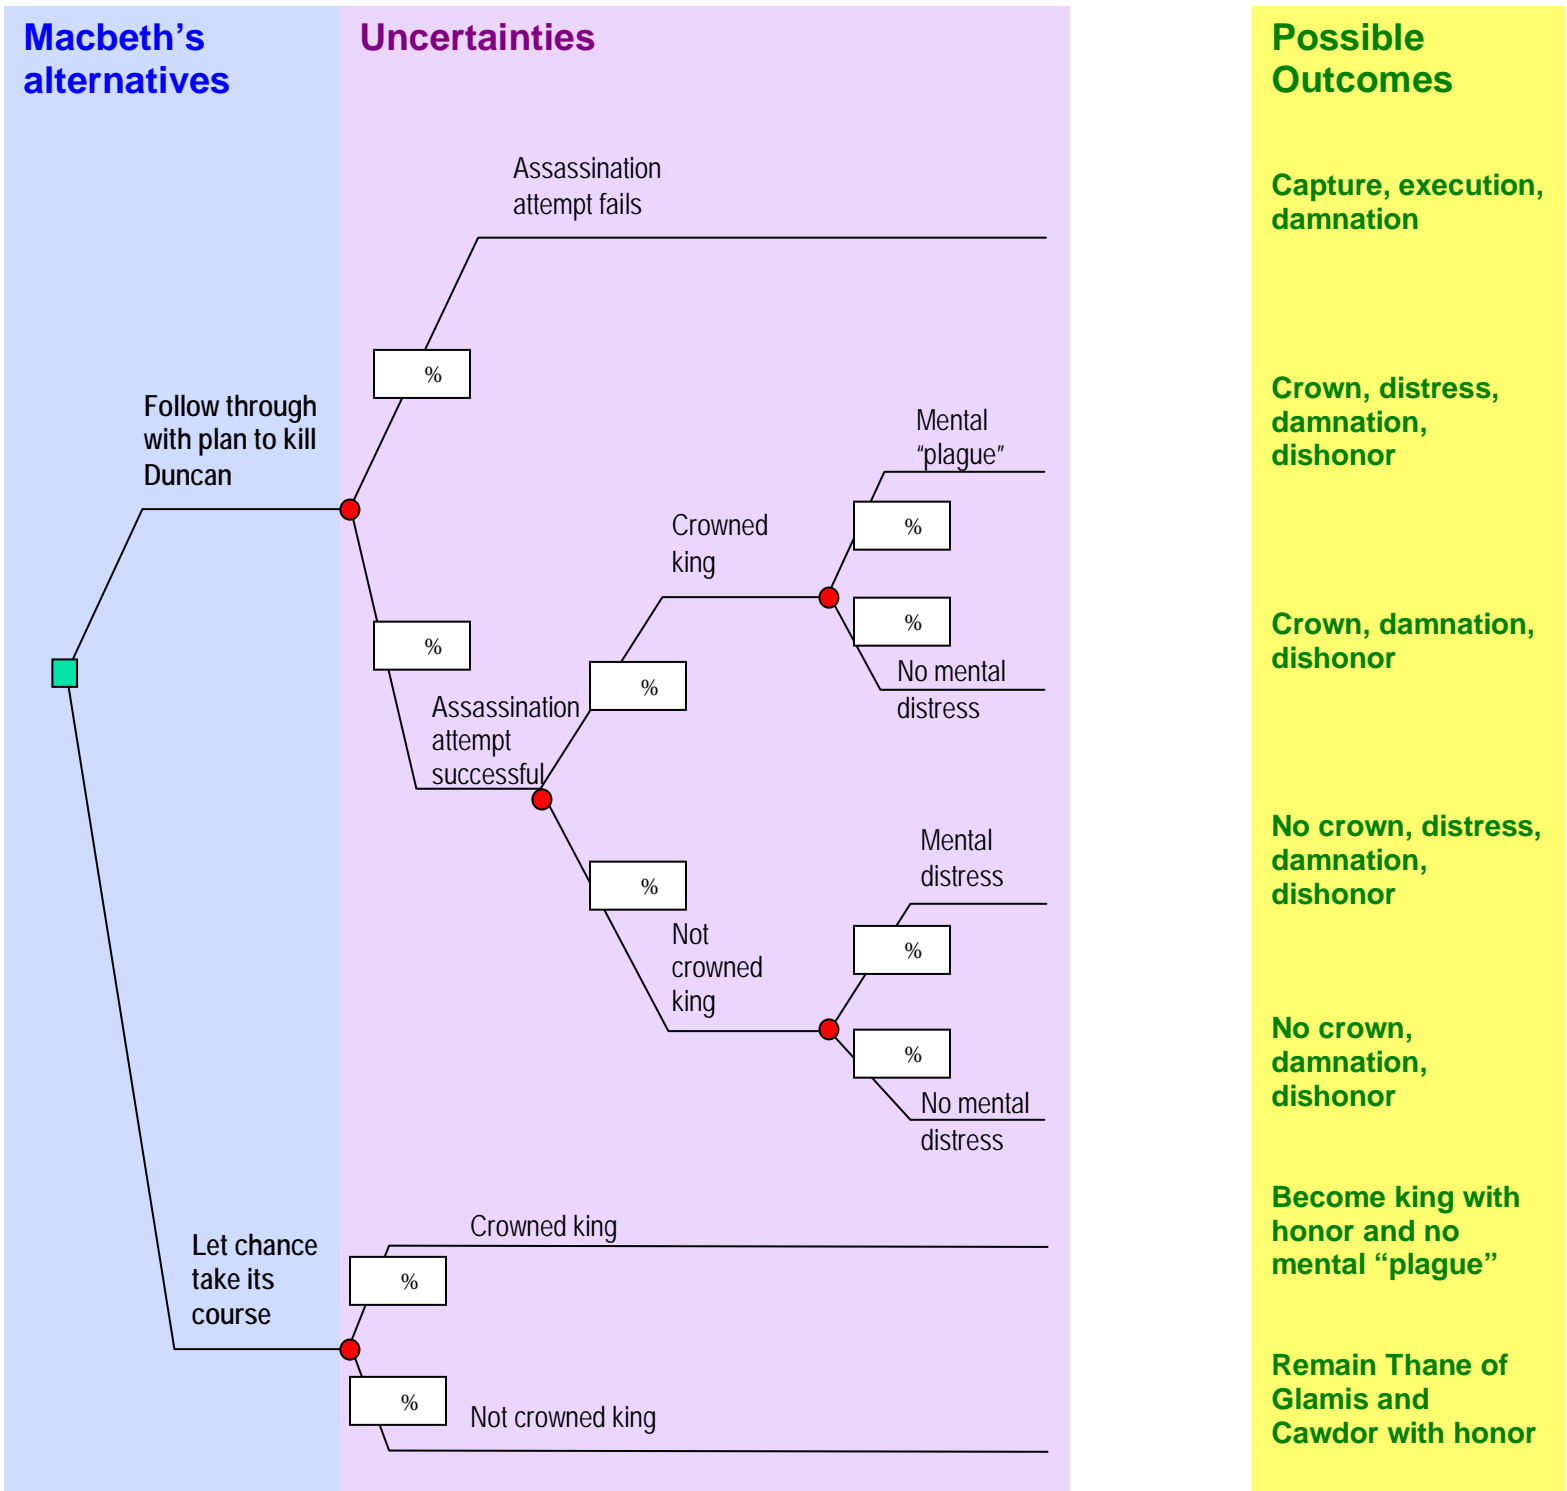 Macbeth’s
alternatives
Uncertainties
Possible
Outcomes
Assassination
attempt fails
Capture, execution,
damnation
%
Follow through
with plan to kill
Duncan
Mental
“plague”
Crown, distress,
damnation,
dishonor
%
Crowned
king
%
Crown, damnation,
dishonor
No mental
distress
%
%
Assassination
attempt
successful
No crown, distress,
damnation,
dishonor
Mental
distress
%
Not
crowned
king
%
No crown,
damnation,
dishonor
%
No mental
distress
Become king with
honor and no
mental “plague”
Crowned king
Let chance
take its
course
%
Remain Thane of
Glamis and
Cawdor with honor
%
Not crowned king